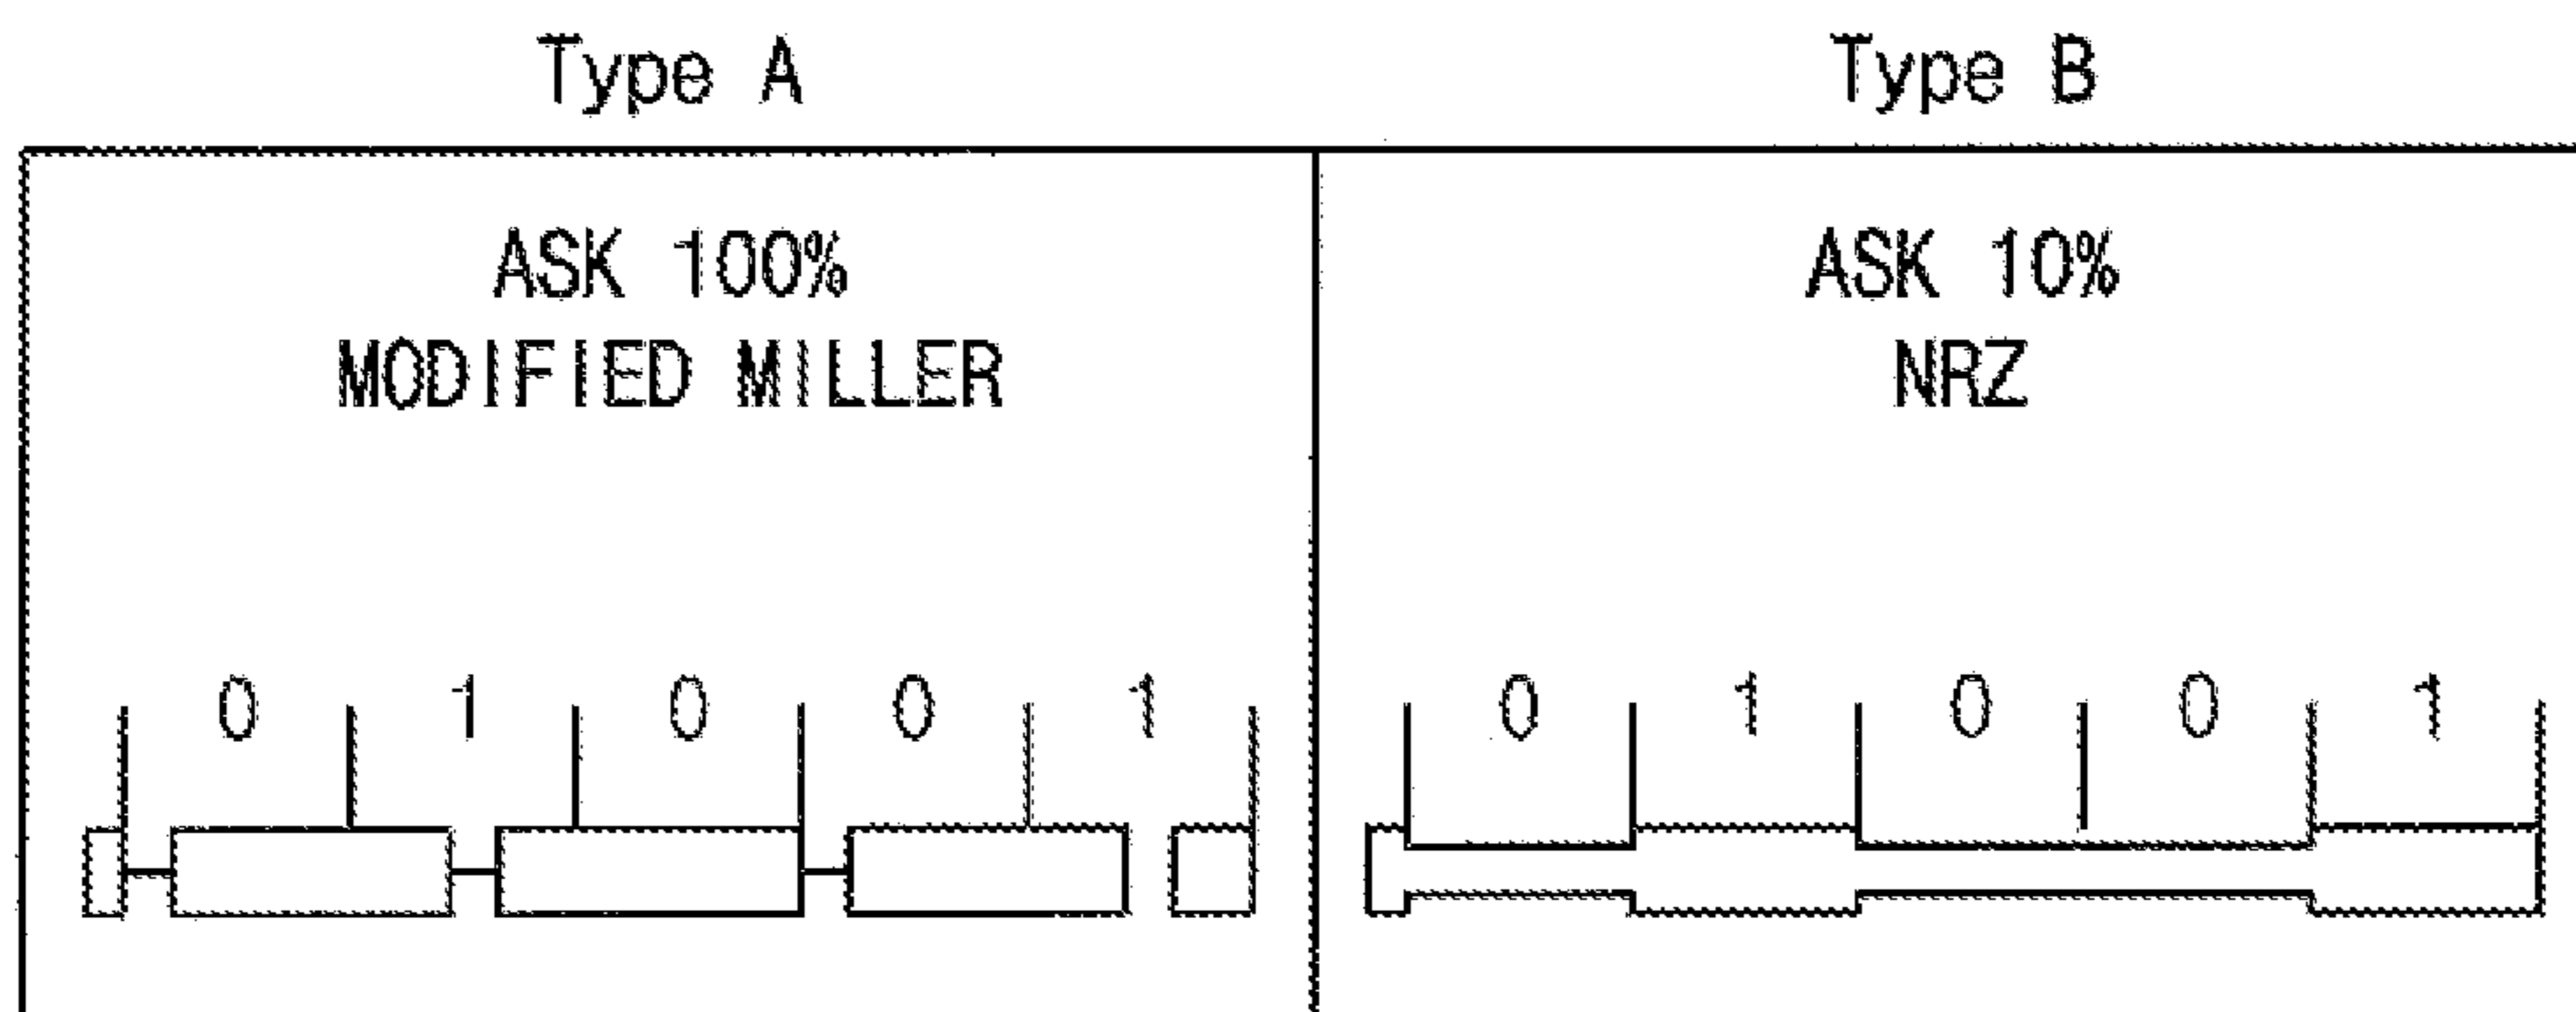 Type A
Type B
ASK 100%
MODIFIED MILLER
ASK 10%
NRZ
0 1 0 0 1
0 1 0 0 1